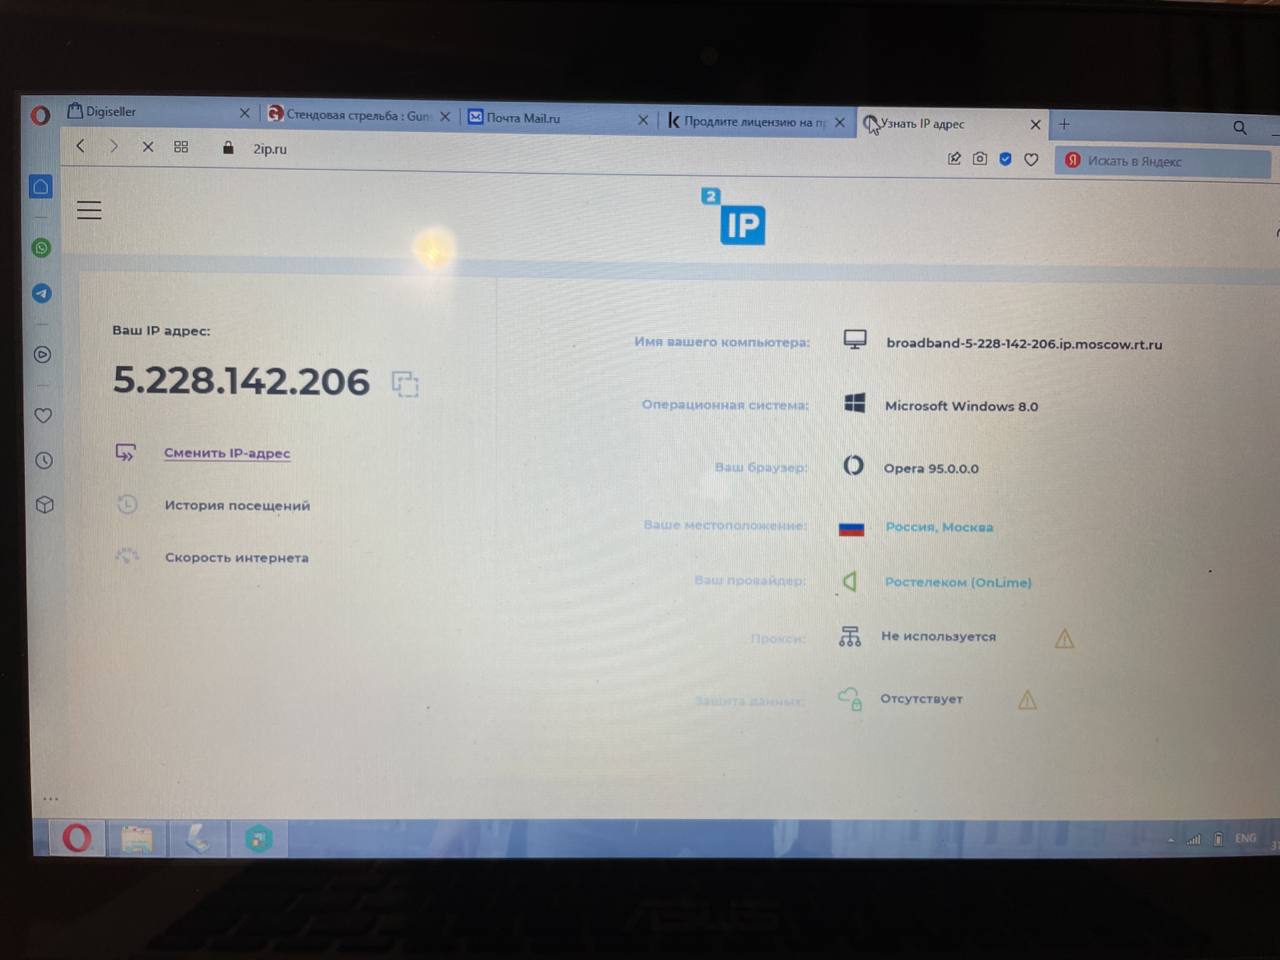 Digiseller
Стендовая стрельба : Gun
Почта Mail.ru
Продлите лицензию на п
Узнать IP адрес
2ip.ru
Искать в Яндекс
2
IP
Ваш IP адрес:
5.228.142.206
Сменить IP-адрес
История посещений
Скорость интернета
Имя вашего компьютера: broadband-5-228-142-206.ip.moscow.rt.ru
Операционная система: Microsoft Windows 8.0
Ваш браузер: Opera 95.0.0.0
Ваше местоположение: Россия, Москва
Ваш провайдер: Ростелеком (OnLime)
Прокси: Не используется
Защита данных: Отсутствует
ENG